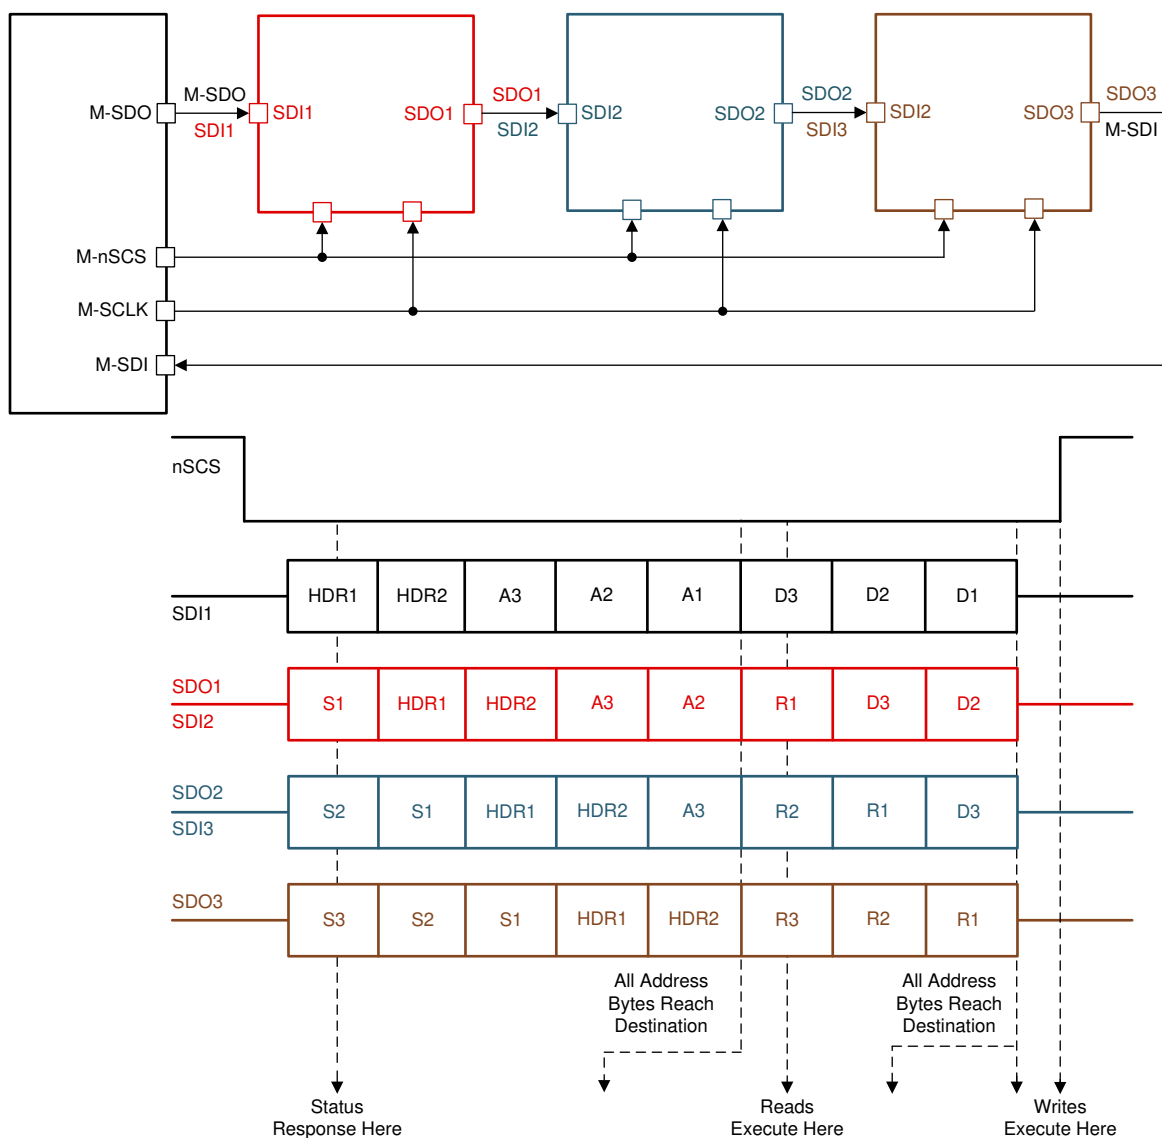 M-SDO
M-SDO
SDI1
SDI1
SDO1
SDO1
SDI2
SDI2
SDO2
SDO2
SDI3
SDI2
SDO3
SDO3
M-SDI
M-nSCS
M-SCLK
M-SDI
nSCS
SDI1
HDR1 HDR2 A3 A2 A1 D3 D2 D1
SDO1
SDI2
S1 HDR1 HDR2 A3 A2 R1 D3 D2
SDO2
SDI3
S2 S1 HDR1 HDR2 A3 R2 R1 D3
SDO3
S3 S2 S1 HDR1 HDR2 R3 R2 R1
All Address
Bytes Reach
Destination
All Address
Bytes Reach
Destination
Status
Response Here
Reads
Execute Here
Writes
Execute Here